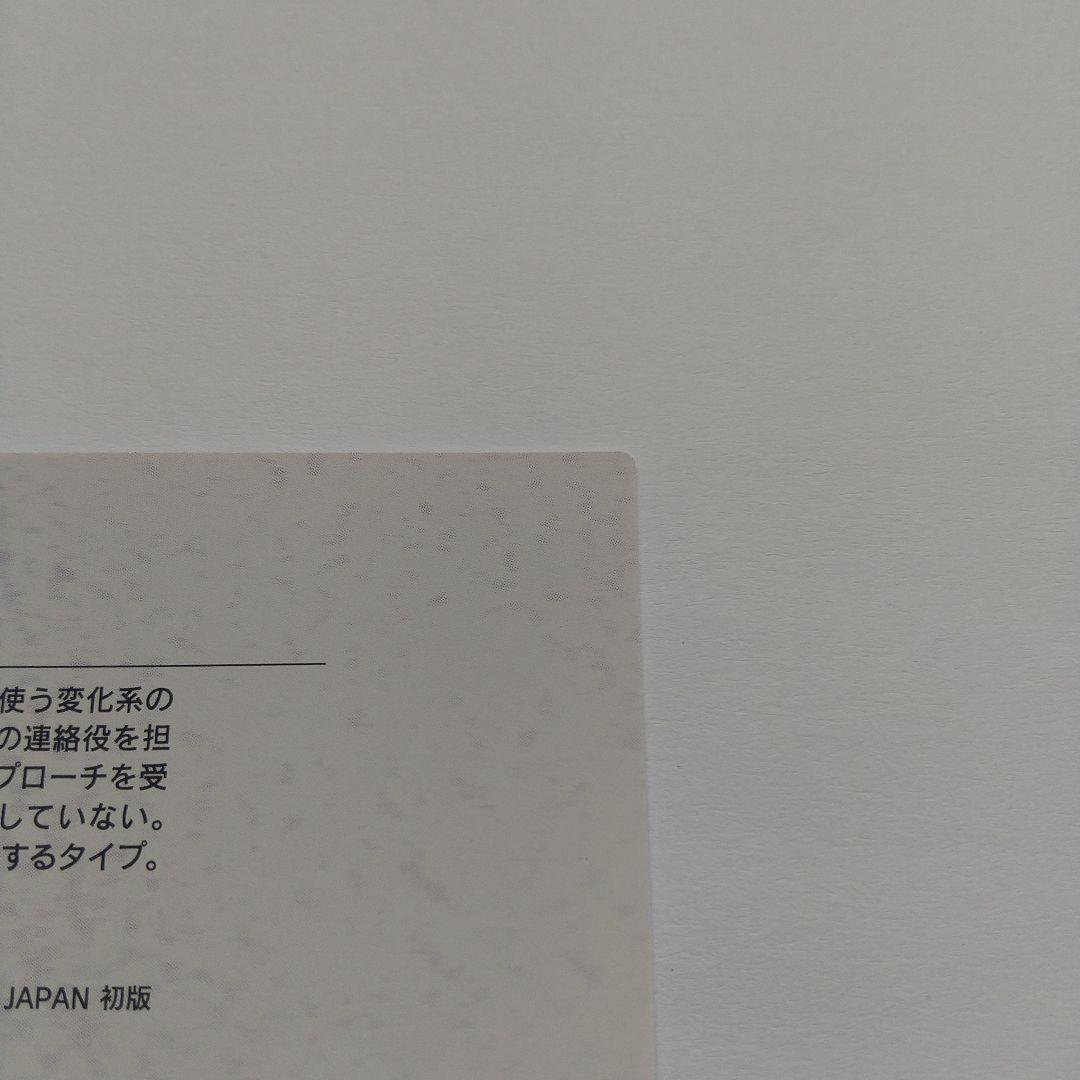 使う変化系の
の連絡役を担
プローチを受
していない。
するタイプ。
JAPAN 初版